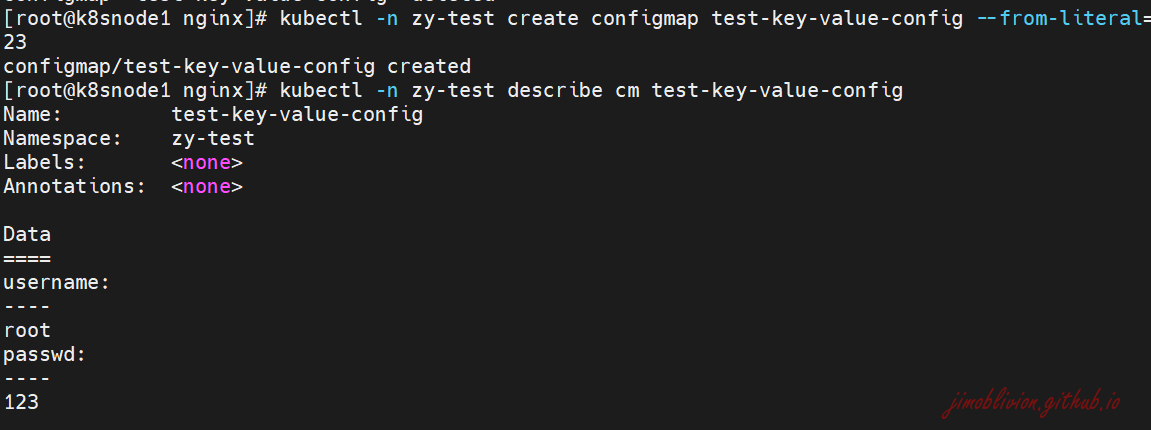 [root@k8snode1 nginx]# kubectl -n zy-test create configmap test-key-value-config --from-literal=
23
configmap/test-key-value-config created
[root@k8snode1 nginx]# kubectl -n zy-test describe cm test-key-value-config
Name:         test-key-value-config
Namespace:    zy-test
Labels:       <none>
Annotations:  <none>

Data
====
username:
----
root
passwd:
----
123
jimoblivion.github.io